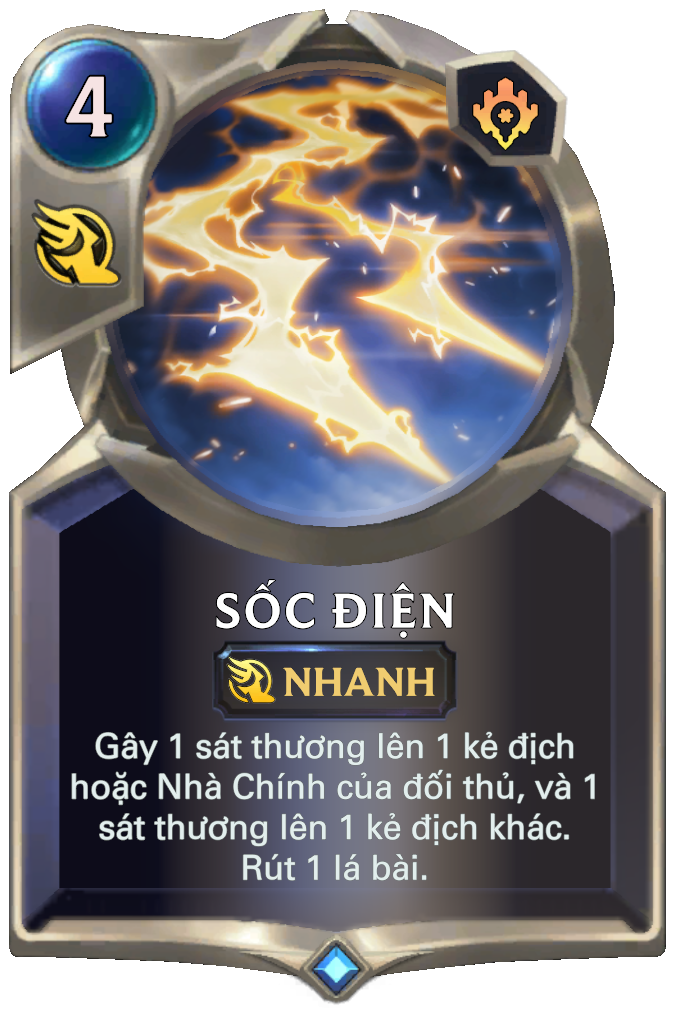 4
SỐC ĐIỆN
NHANH
Gây 1 sát thương lên 1 kẻ địch
hoặc Nhà Chính của đối thủ, và 1
sát thương lên 1 kẻ địch khác.
Rút 1 lá bài.